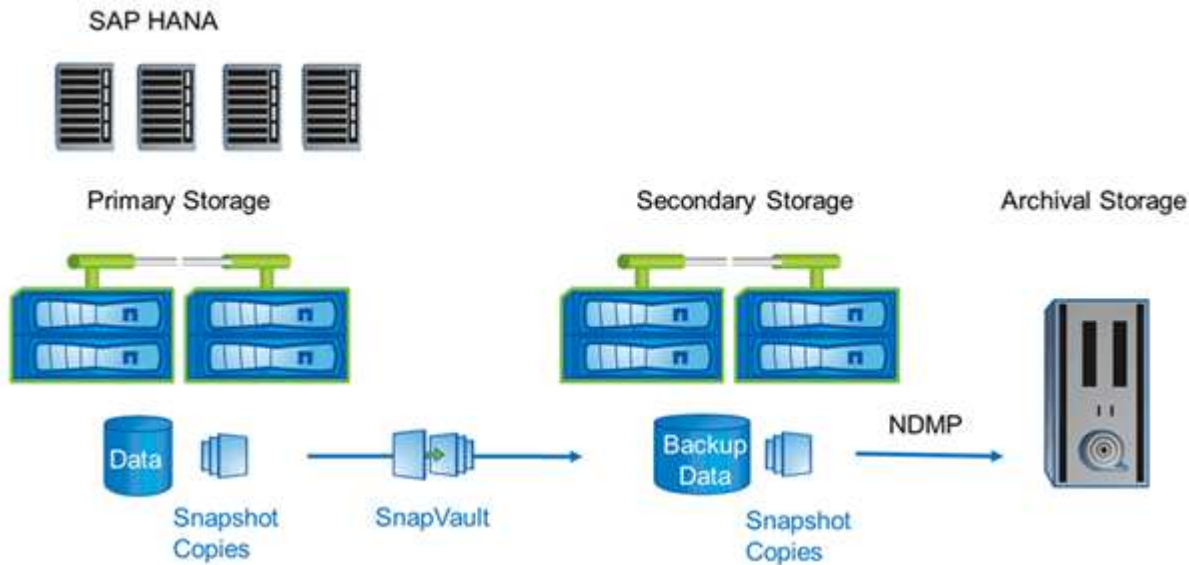 SAP HANA
Primary Storage
Secondary Storage
Archival Storage
Data
Snapshot
Copies
SnapVault
Backup
Data
Snapshot
Copies
NDMP